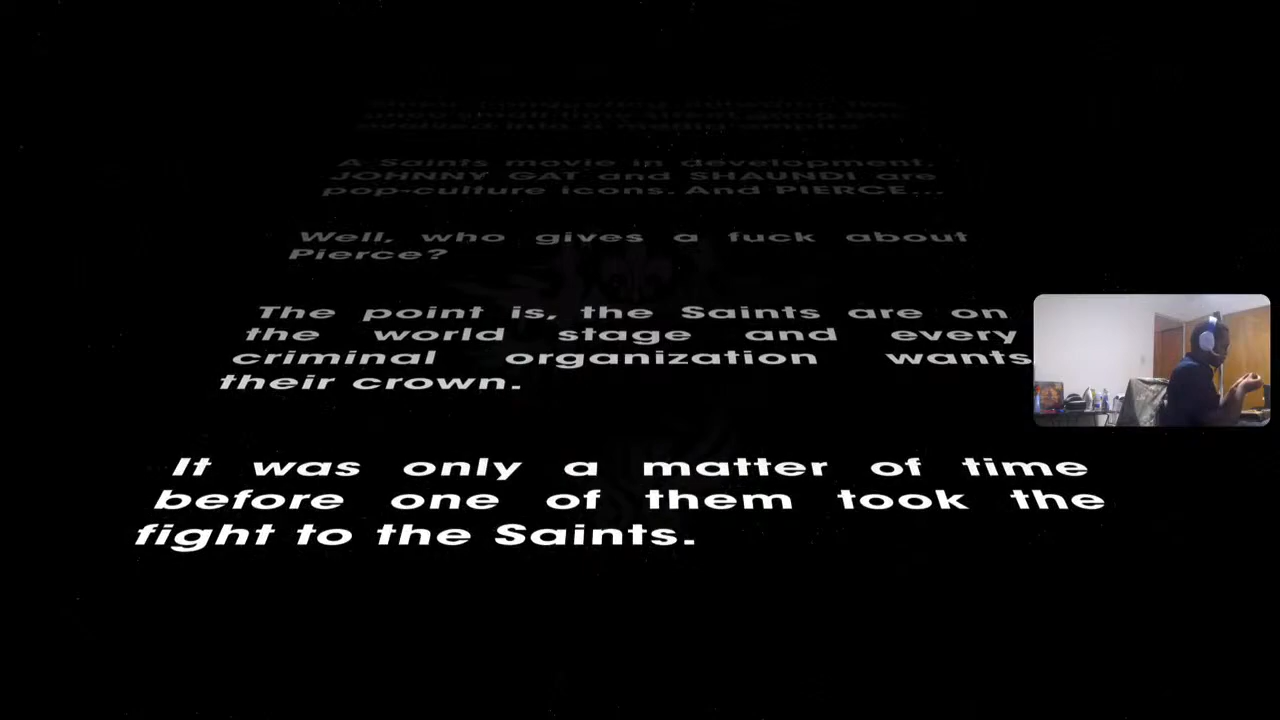 A Saints movie in development.
JOHNNY GAT and SHAUNDI are
pop-culture icons. And PIERCE...
Well, who gives a fuck about
Pierce?
The point is, the Saints are on
the world stage and every
criminal organization wants
their crown.
It was only a matter of time
before one of them took the
fight to the Saints.